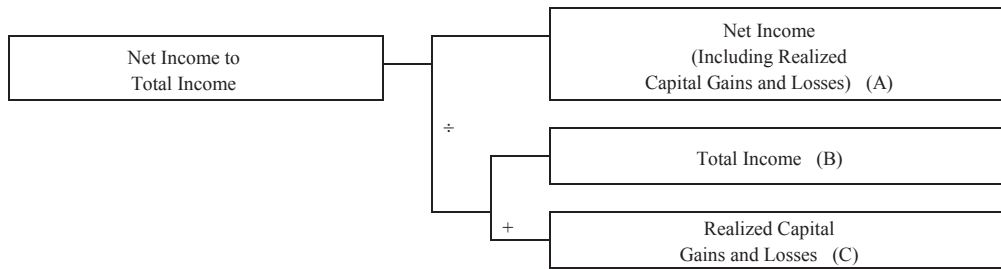 Net Income to
Total Income
Net Income
(Including Realized
Capital Gains and Losses) (A)
÷
Total Income (B)
+
Realized Capital
Gains and Losses (C)